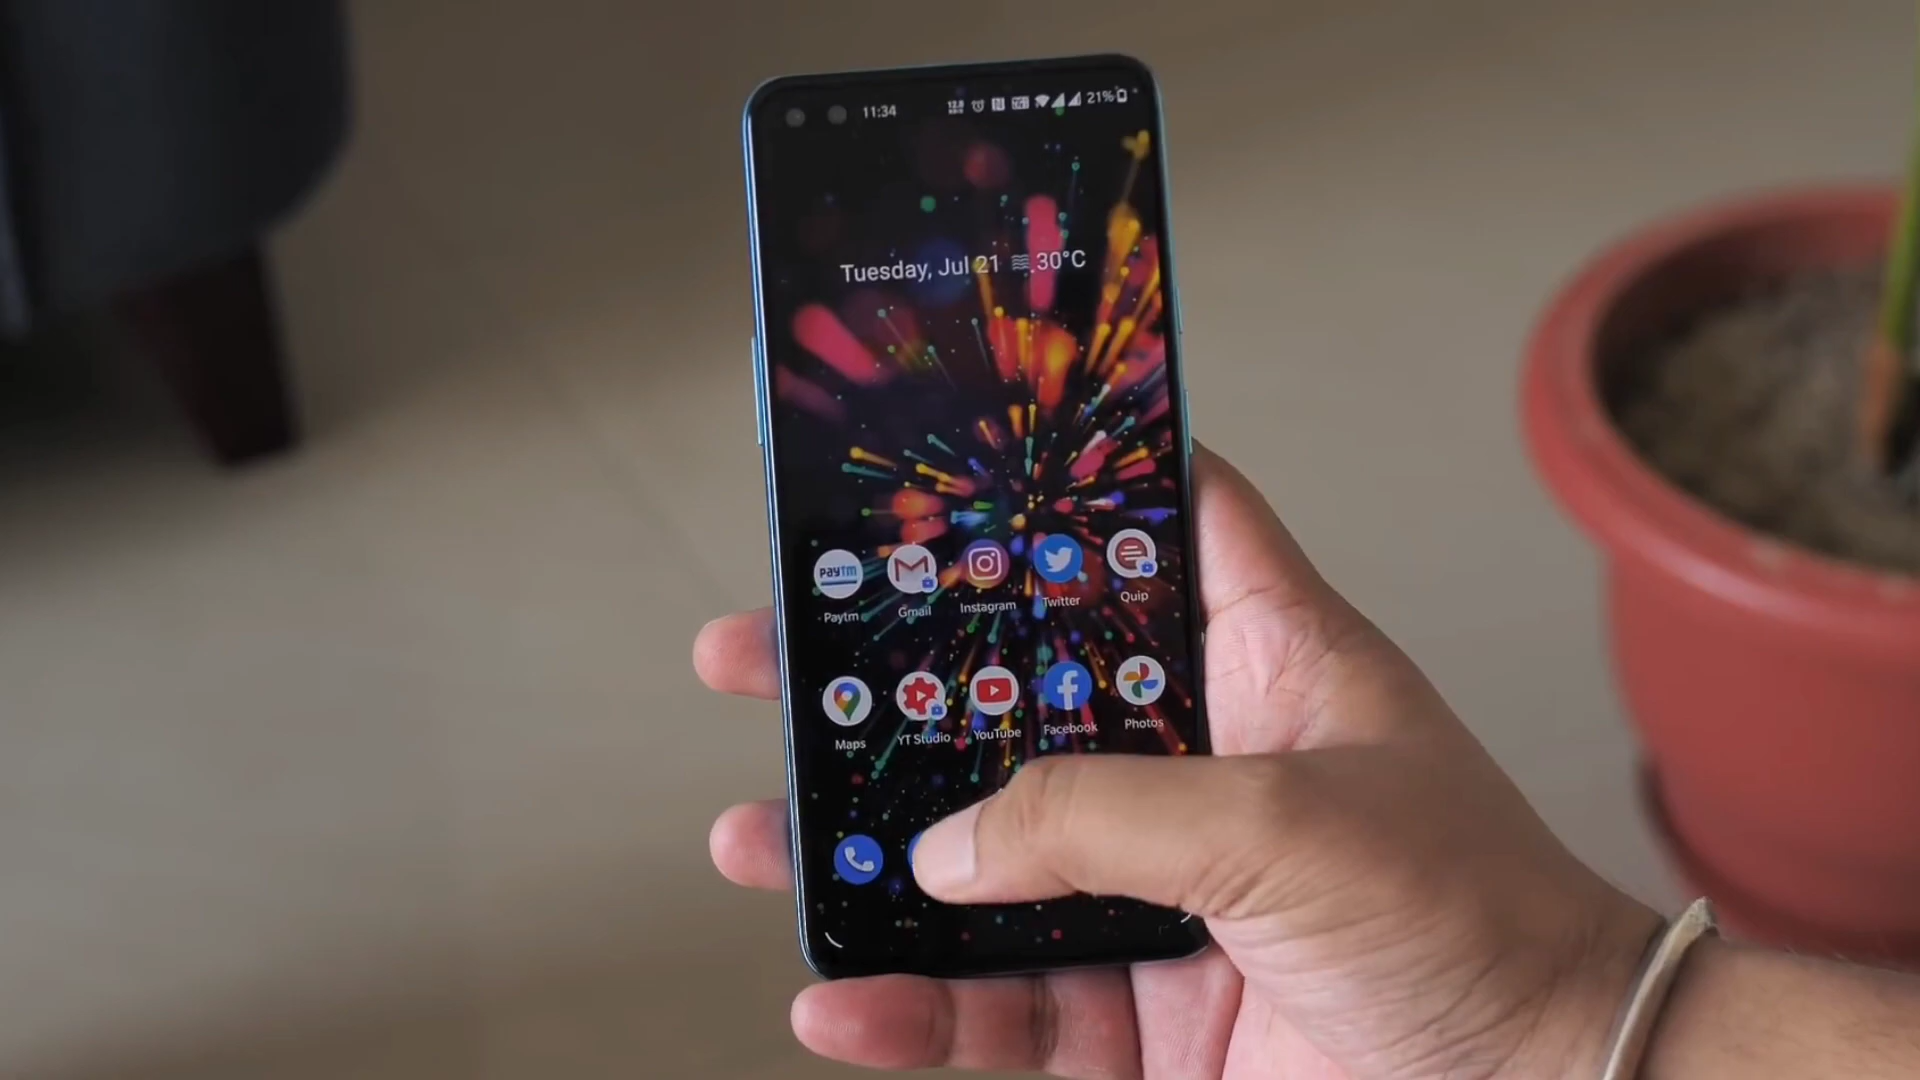 11:34 21%
Tuesday, Jul 21 30°C
Paytm
Paytm Gmail Instagram Twitter Quip
Maps YT Studio YouTube Facebook Photos